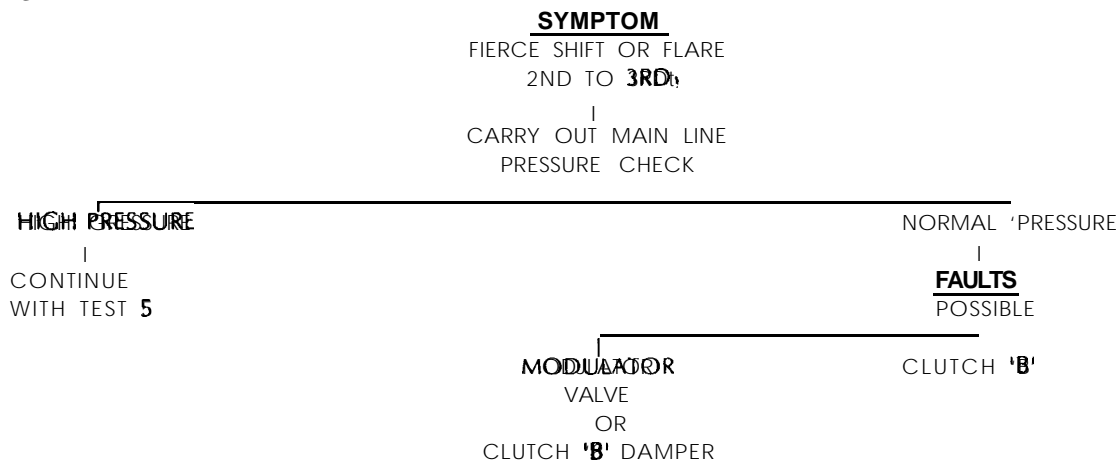 SYMPTOM
FIERCE SHIFT OR FLARE
2ND TO 3RD
CARRY OUT MAIN LINE
PRESSURE CHECK
HIGH PRESSURE
NORMAL 'PRESSURE
CONTINUE
WITH TEST 5
FAULTS
POSSIBLE
MODULATOR
VALVE
OR
CLUTCH 'B' DAMPER
CLUTCH 'B'